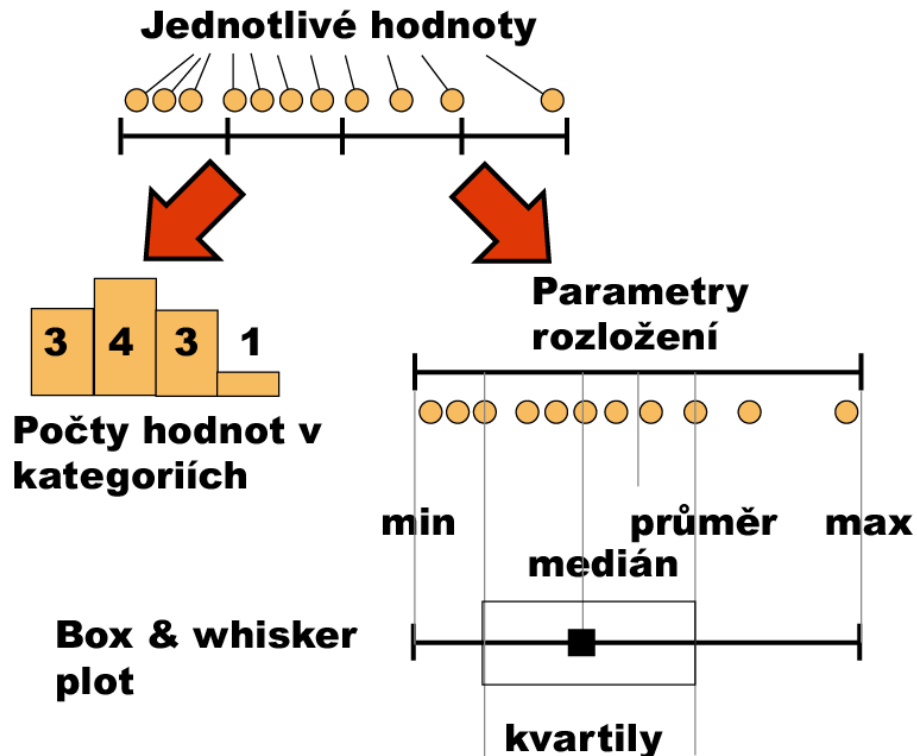 Jednotlivé hodnoty
3 4 3 1
Počty hodnot v
kategoriích
Parametry
rozložení
min průměr max
medián
Box & whisker
plot
kvartily